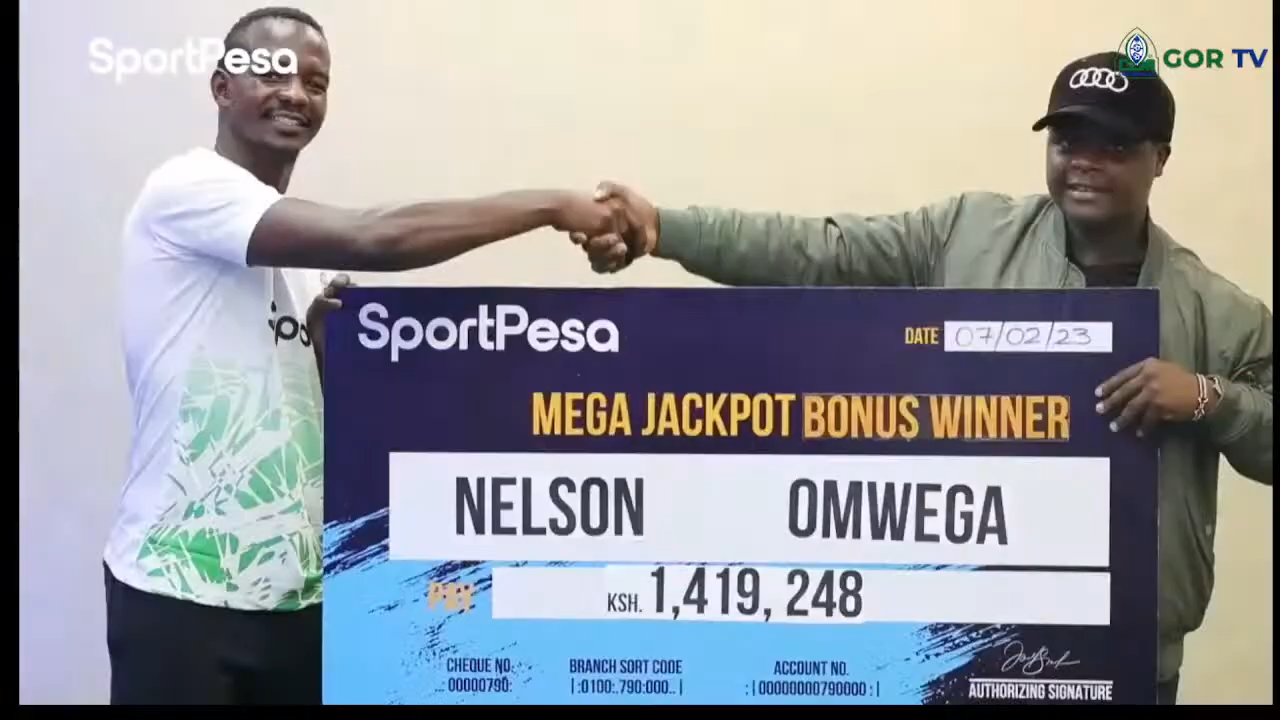 SportPesa
GOR TV
SportPesa
DATE 07/02/23
MEGA JACKPOT BONUS WINNER
NELSON OMWEGA
PAY KSH. 1,419, 248
CHEQUE NO: BRANCH SORT CODE ACCOUNT NO.
00000790: |:0100:.790:000..| :|00000000790000:|
AUTHORIZING SIGNATURE